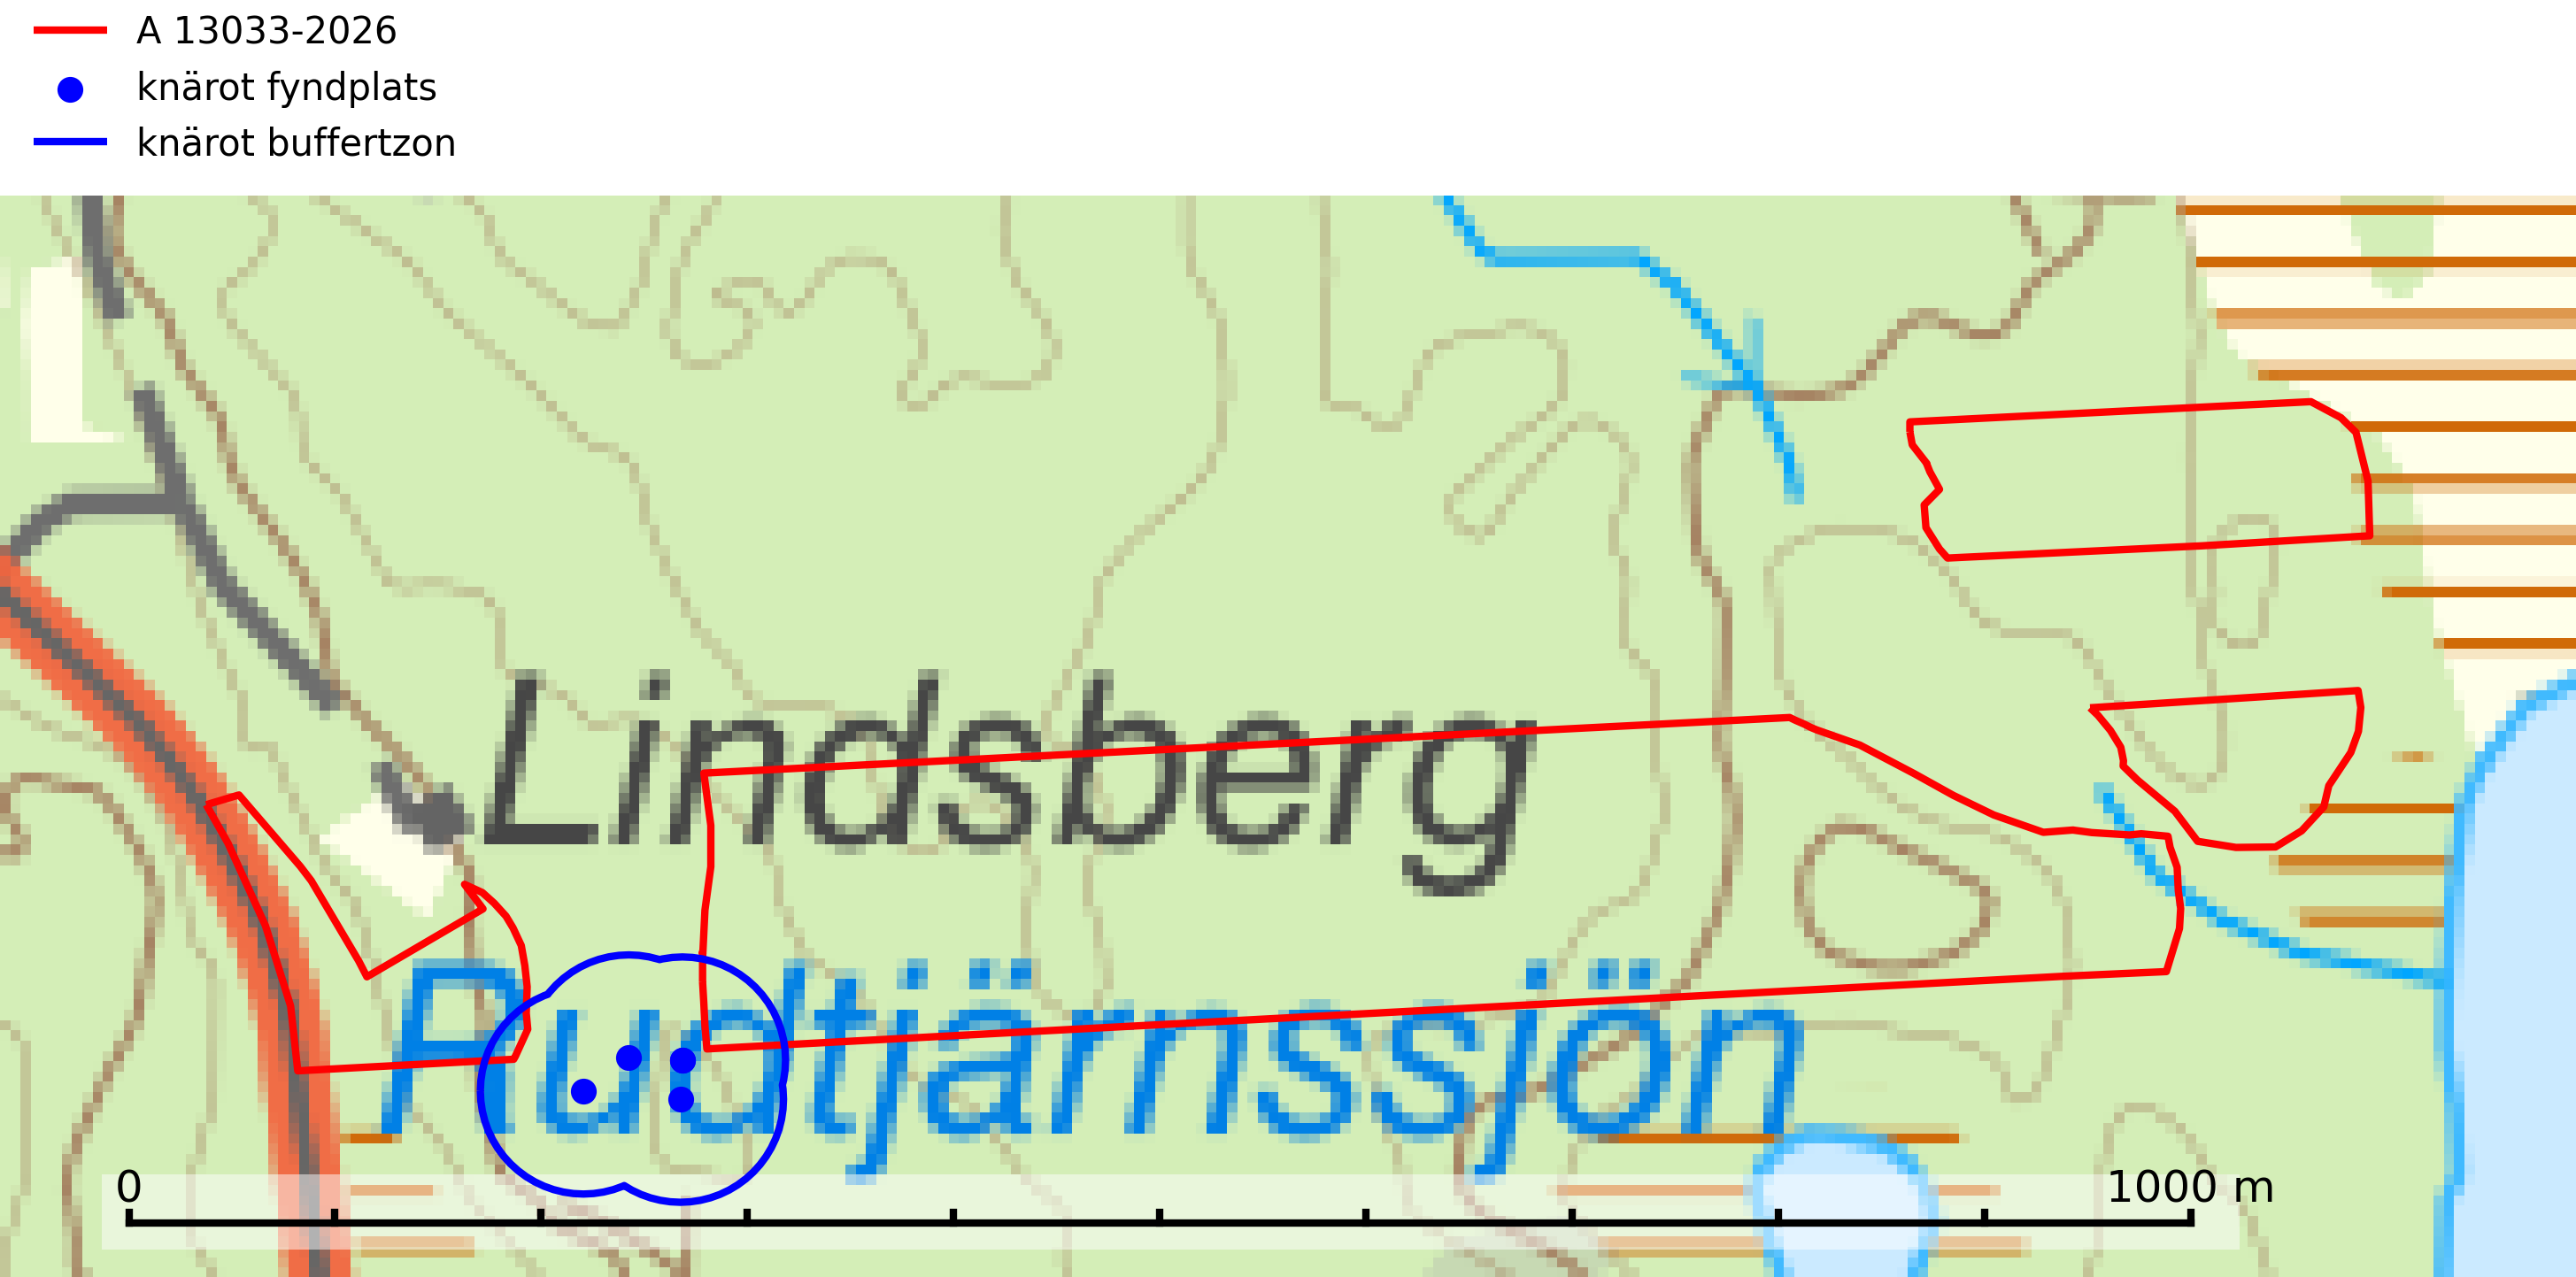 A 13033-2026
knärot fyndplats
knärot buffertzon
Lindsberg
Rudtjärnssjön
0 1000 m